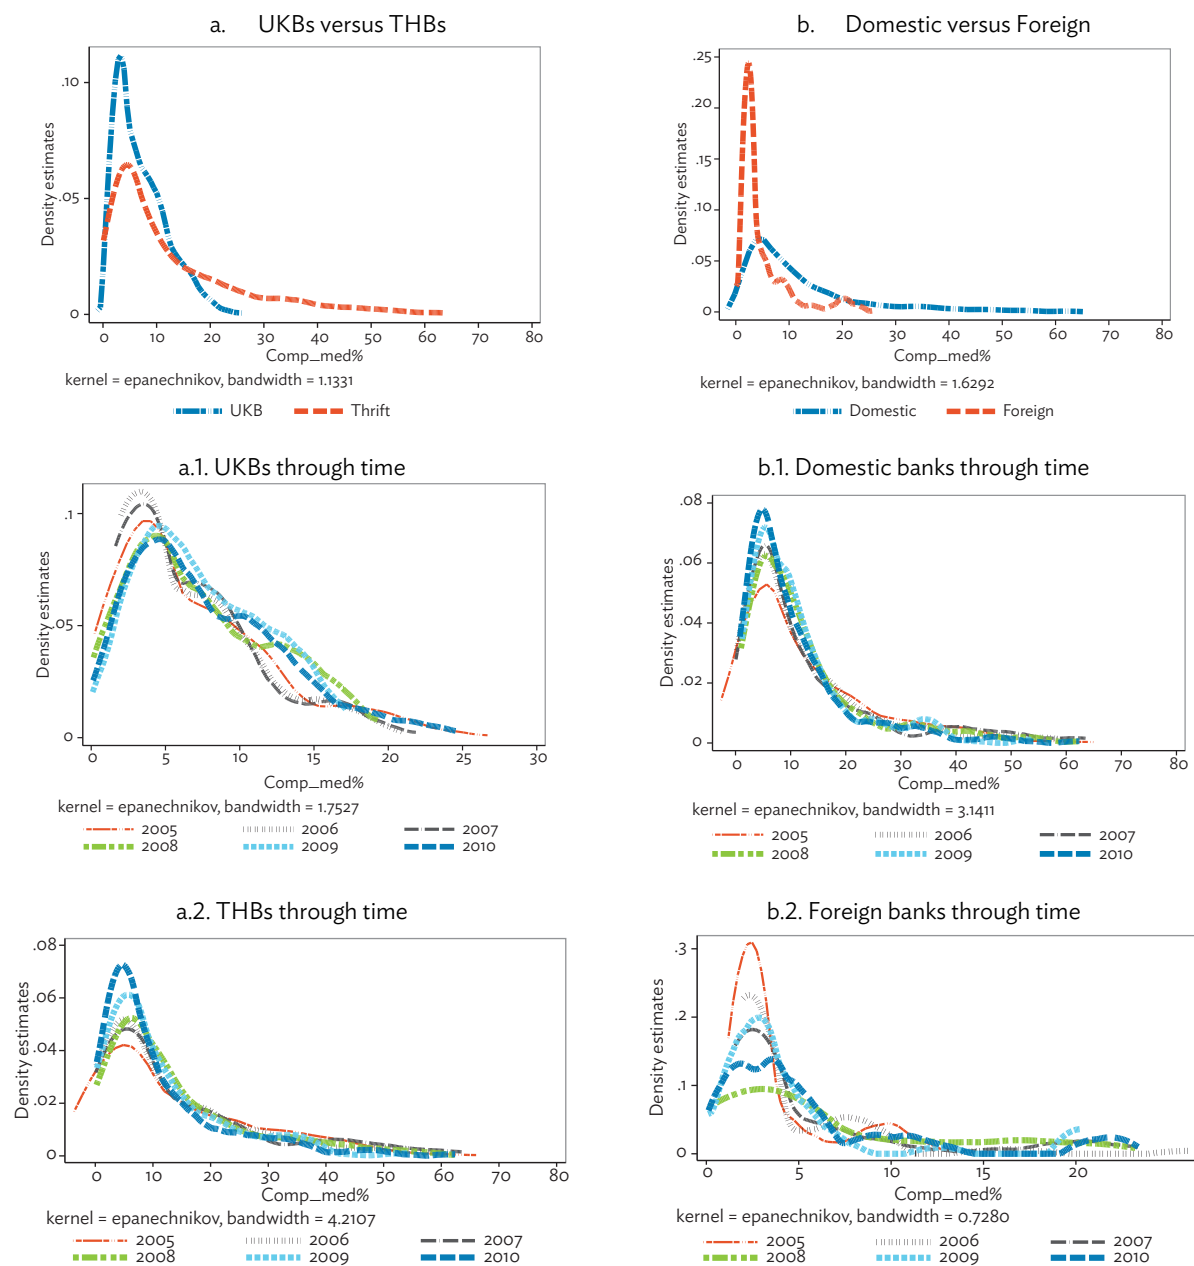 a. UKBs versus THBs
.10
.05
0
Density estimates
0 10 20 30 40 50 60 70 80
Comp_med%
kernel = epanechnikov, bandwidth = 1.1331
UKB Thrift
b. Domestic versus Foreign
.25
.20
.15
.10
.05
0
Density estimates
0 10 20 30 40 50 60 70 80
Comp_med%
kernel = epanechnikov, bandwidth = 1.6292
Domestic Foreign
a.1. UKBs through time
.1
.05
0
Density estimates
0 5 10 15 20 25 30
Comp_med%
kernel = epanechnikov, bandwidth = 1.7527
2005 2006 2007
2008 2009 2010
b.1. Domestic banks through time
.08
.06
.04
.02
0
Density estimates
0 10 20 30 40 50 60 70 80
Comp_med%
kernel = epanechnikov, bandwidth = 3.1411
2005 2006 2007
2008 2009 2010
a.2. THBs through time
.08
.06
.04
.02
0
Density estimates
0 10 20 30 40 50 60 70 80
Comp_med%
kernel = epanechnikov, bandwidth = 4.2107
2005 2006 2007
2008 2009 2010
b.2. Foreign banks through time
.3
.2
.1
0
Density estimates
0 5 10 15 20
Comp_med%
kernel = epanechnikov, bandwidth = 0.7280
2005 2006 2007
2008 2009 2010